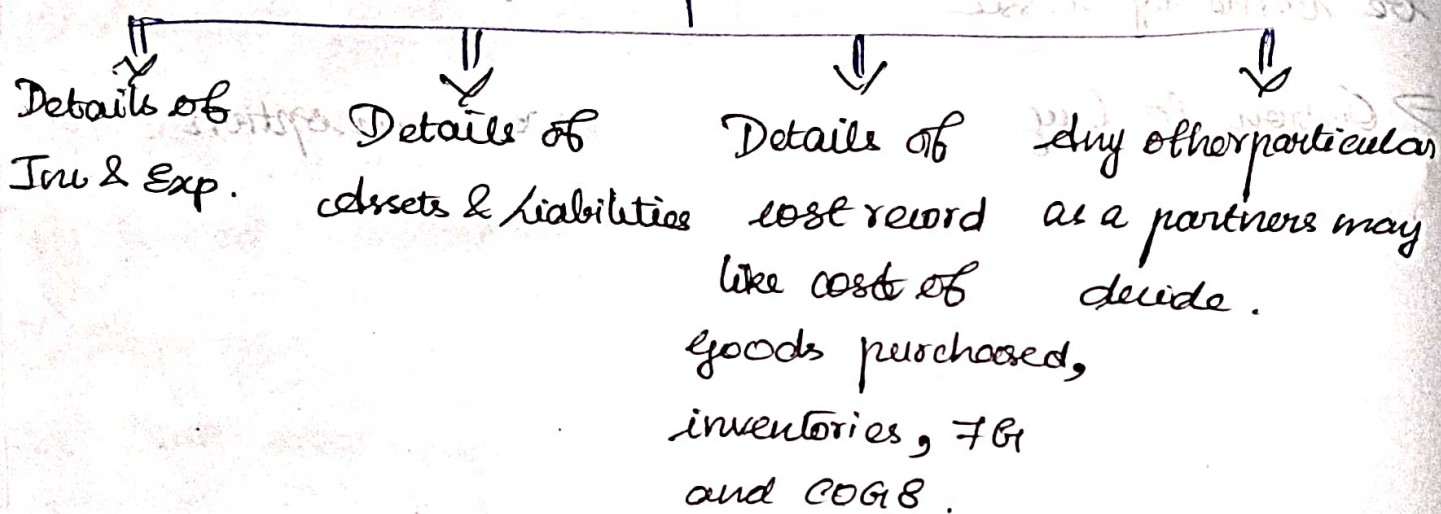 Details of
Inc & Exp.
Details of
Assets & Liabilities
Details of
cost record
like cost of
goods purchased,
inventories, FG
and COGS.
Any other particular
as a partners may
decide.